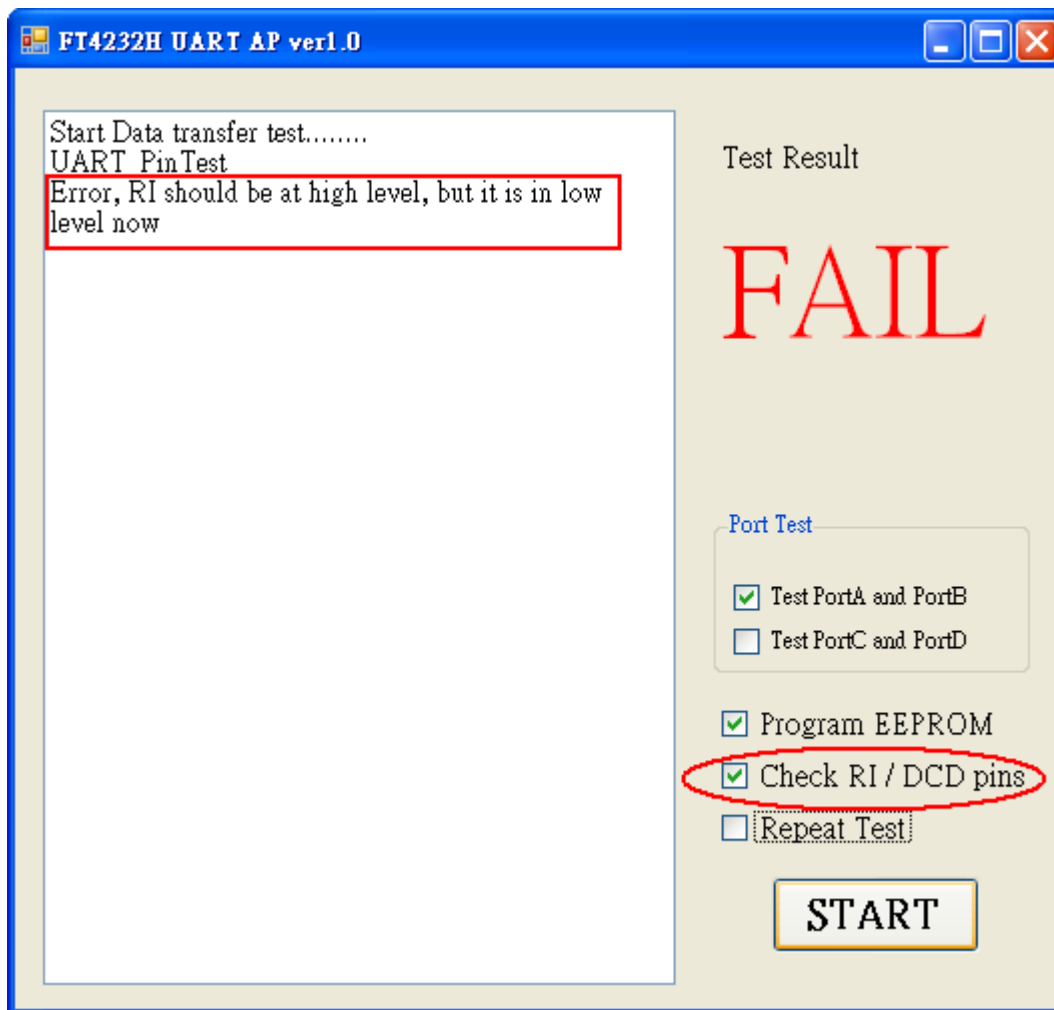 FT4232H UART AP ver1.0
Start Data transfer test........
UART PinTest
Error, RI should be at high level, but it is in low
level now
Test Result
FAIL
Port Test
Test PortA and PortB
Test PortC and PortD
Program EEPROM
Check RI / DCD pins
Repeat Test
START